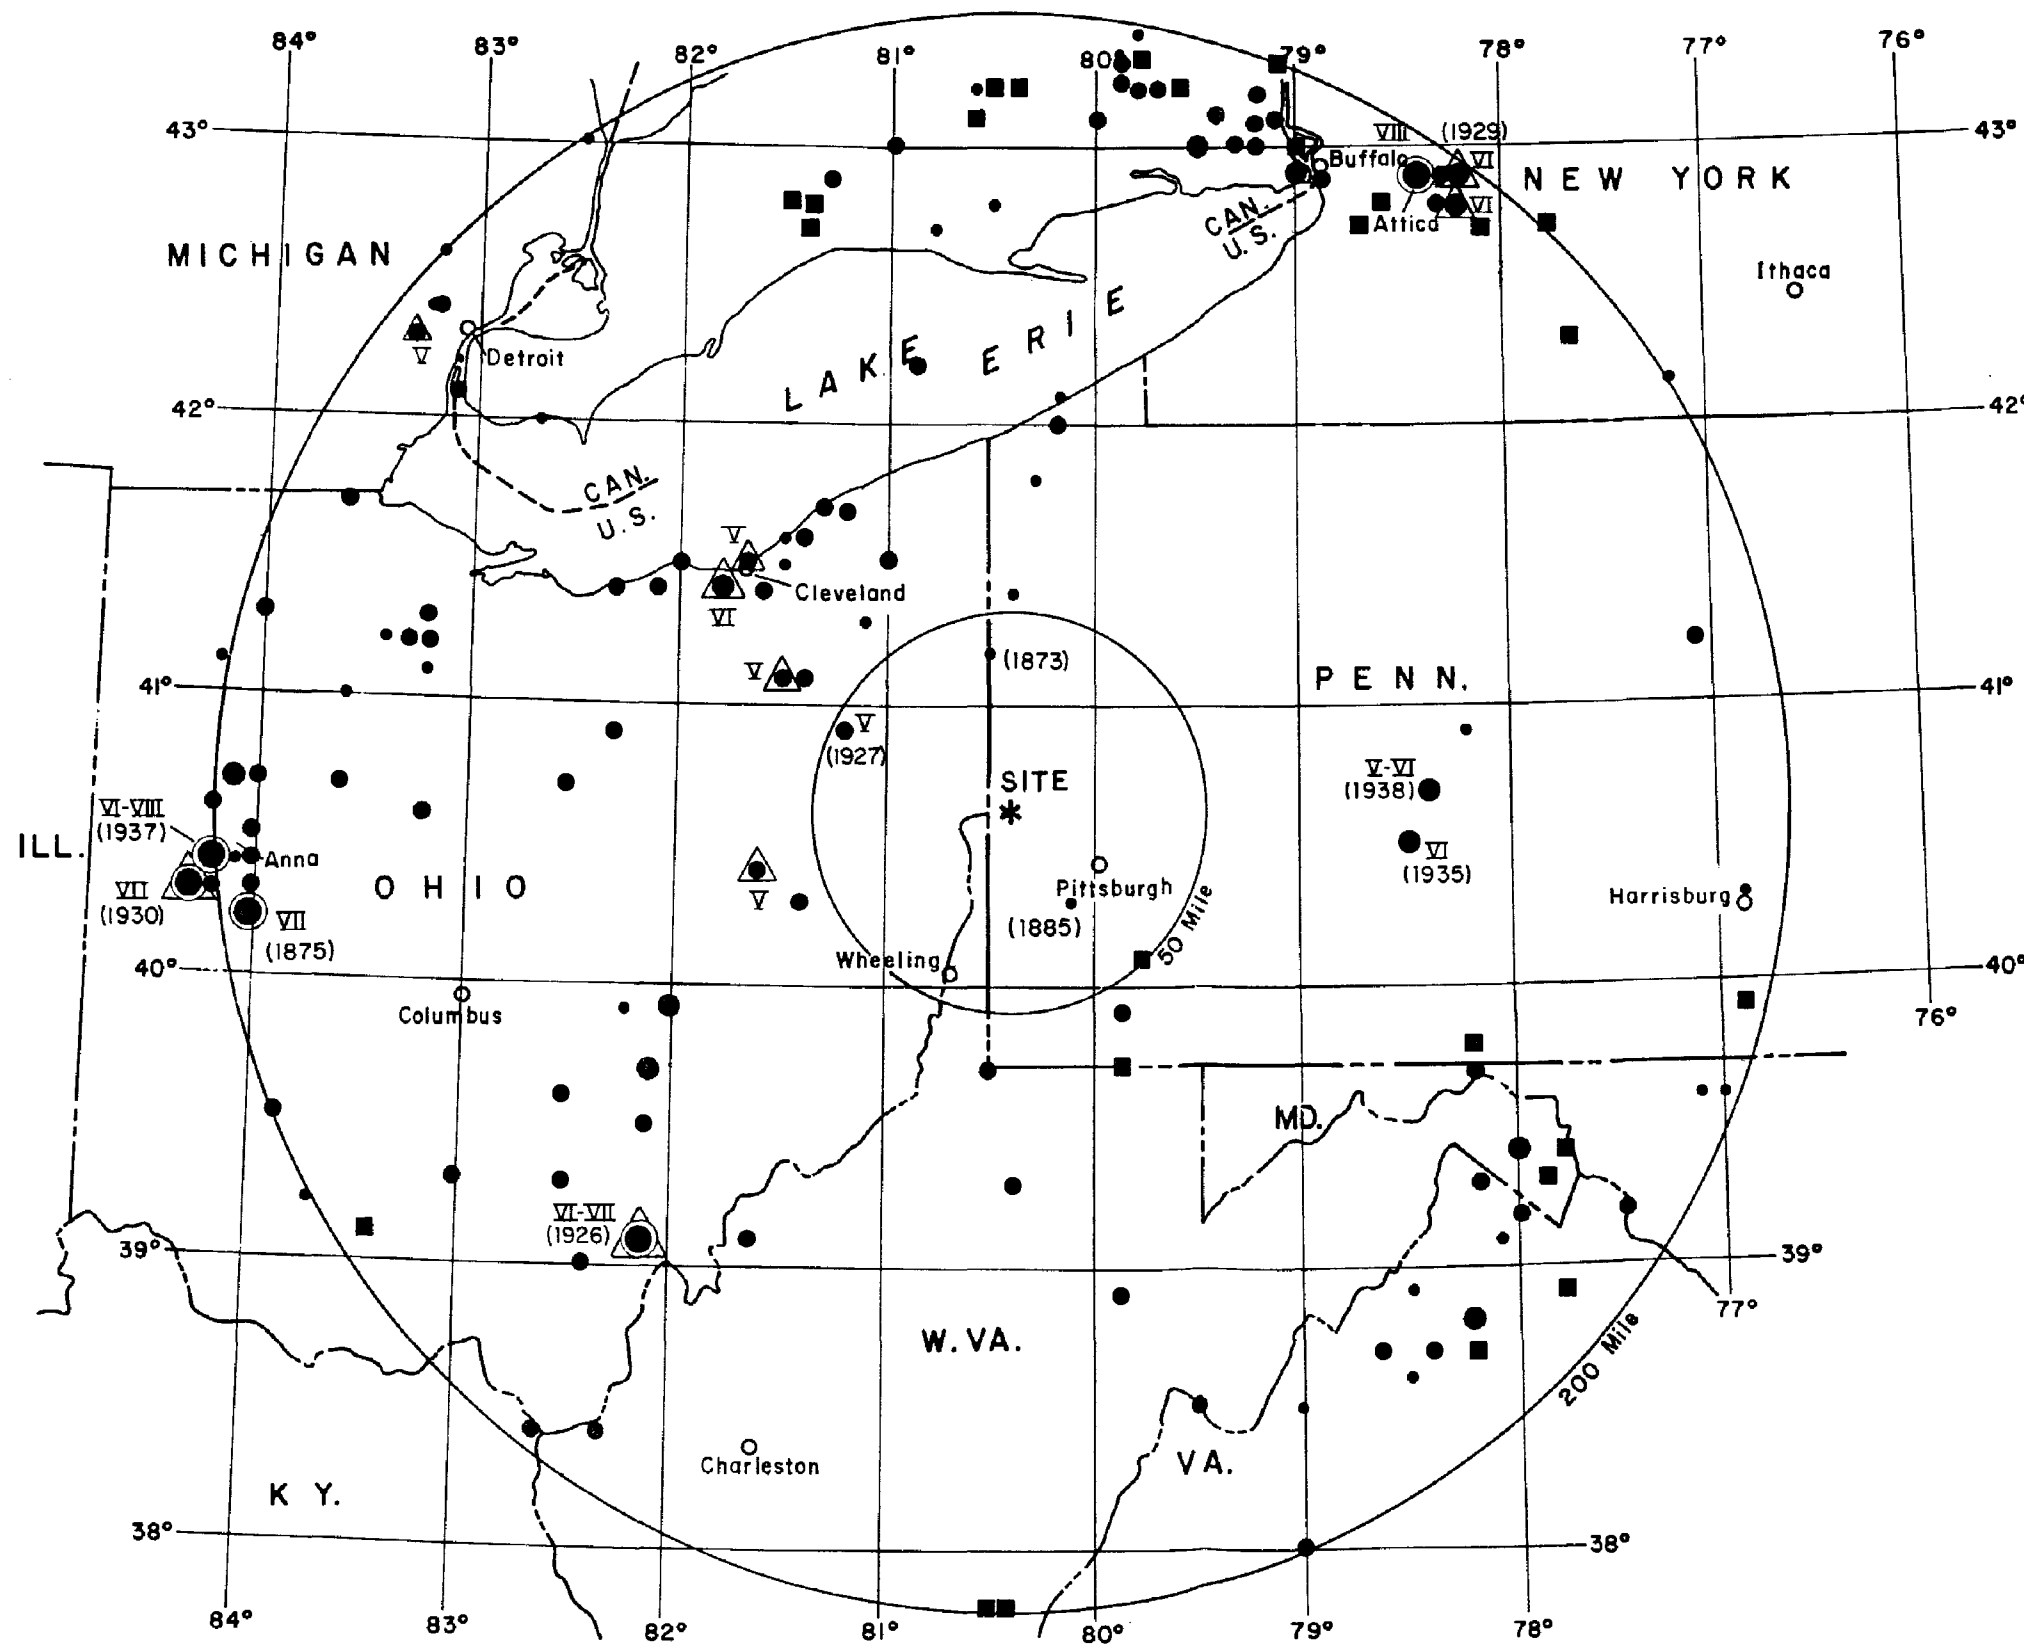 84°
83°
82°
81°
80°
79°
78°
77°
76°
43°
VIII
(1929)
43°
Buffalo
VI
NEW YORK
VI
Attica
CAN.
U.S.
MICHIGAN
Ithaca
V
Detroit
LAKE ERIE
42°
42°
CAN.
U.S.
V
Cleveland
VI
(1873)
V
PENN.
41°
41°
V
(1927)
SITE
V-VI
(1938)
VI-VIII
(1937)
ILL.
Anna
VI
(1935)
OHIO
Pittsburgh
VII
(1930)
V
Harrisburg
VII
(1875)
(1885)
50 Mile
Wheeling
40°
40°
Columbus
76°
MD.
VI-VII
(1926)
39°
39°
77°
W. VA.
200 Mile
Charleston
VA.
KY.
38°
38°
84°
83°
82°
81°
80°
79°
78°